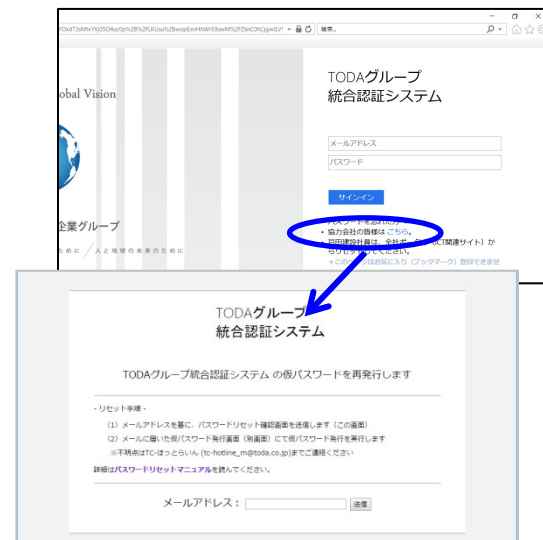 検索...
TODAグループ
統合認証システム
obal Vision
メールアドレス
パスワード
サインイン
企業グループ
・協力会社の皆様は こちら。
ために ／ 人と地球の未来のために
らリセットしてください。
TODAグループ
統合認証システム
TODAグループ統合認証システム の仮パスワードを再発行します
- リセット手順 -
（1）メールアドレスを基に、パスワードリセット確認画面を送信します（この画面）
（2）メールに届いた仮パスワード発行画面（別画面）にて仮パスワード発行を実行します
※不明点はTC-ほっとらいん (tc-hotline_m@toda.co.jp)までご連絡ください
詳細はパスワードリセットマニュアルを読んでください。
メールアドレス：
送信